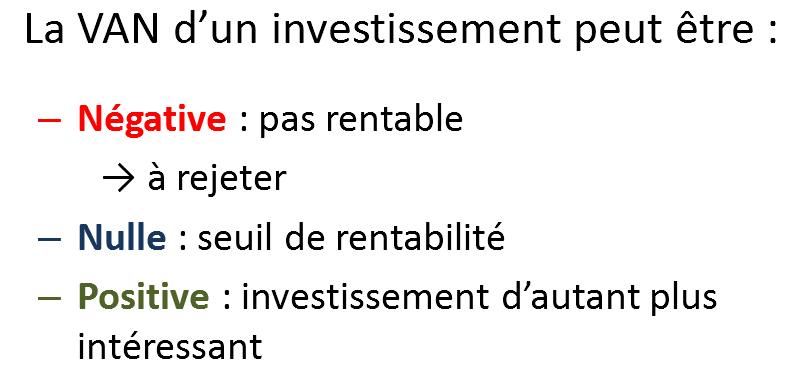 La VAN d’un investissement peut être :
– Négative : pas rentable
→ à rejeter
– Nulle : seuil de rentabilité
– Positive : investissement d’autant plus
intéressant